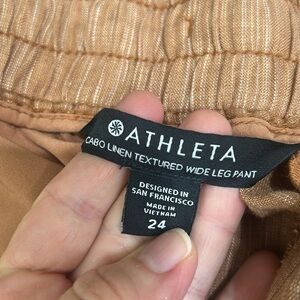 ATHLETA
CABO LINEN TEXTURED WIDE LEG PANT
DESIGNED IN
SAN FRANCISCO
MADE IN
VIETNAM
24